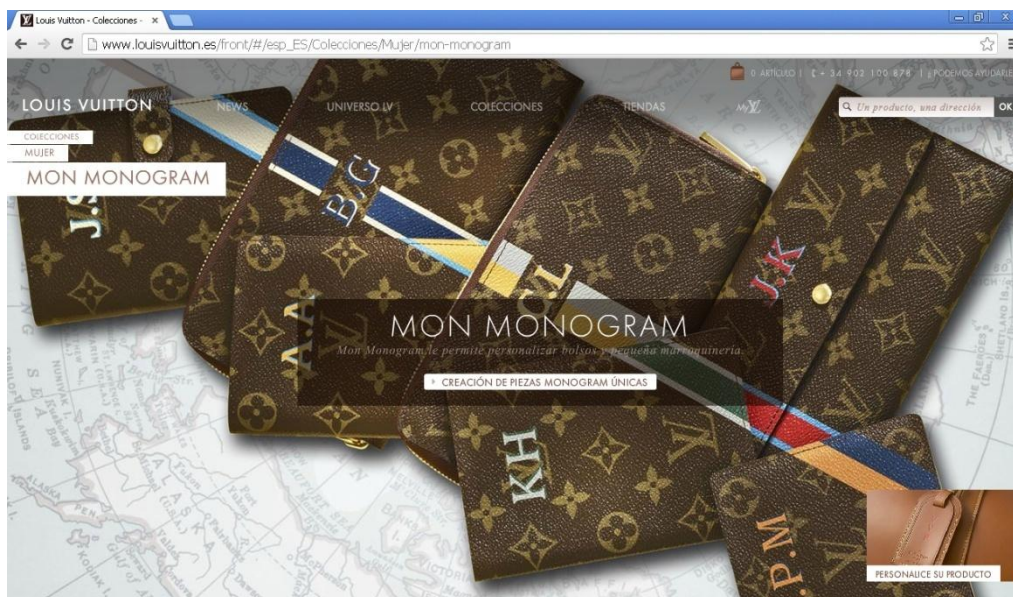 Louis Vuitton - Colecciones -
www.louisvuitton.es/front/#/esp_ES/Colecciones/Mujer/mon-monogram
0 ARTÍCULO | + 34 902 100 878 | ¿PODEMOS AYUDARLE
LOUIS VUITTON NEWS UNIVERSO LV COLECCIONES TIENDAS MyLV Un producto, una dirección OK
COLECCIONES
MUJER
MON MONOGRAM
J.S
B.G
J.K
A.A
MON MONOGRAM
Mon Monogram le permite personalizar bolsos y pequeña marroquinería.
CREACIÓN DE PIEZAS MONOGRAM ÚNICAS
KH
P.M
PERSONALICE SU PRODUCTO